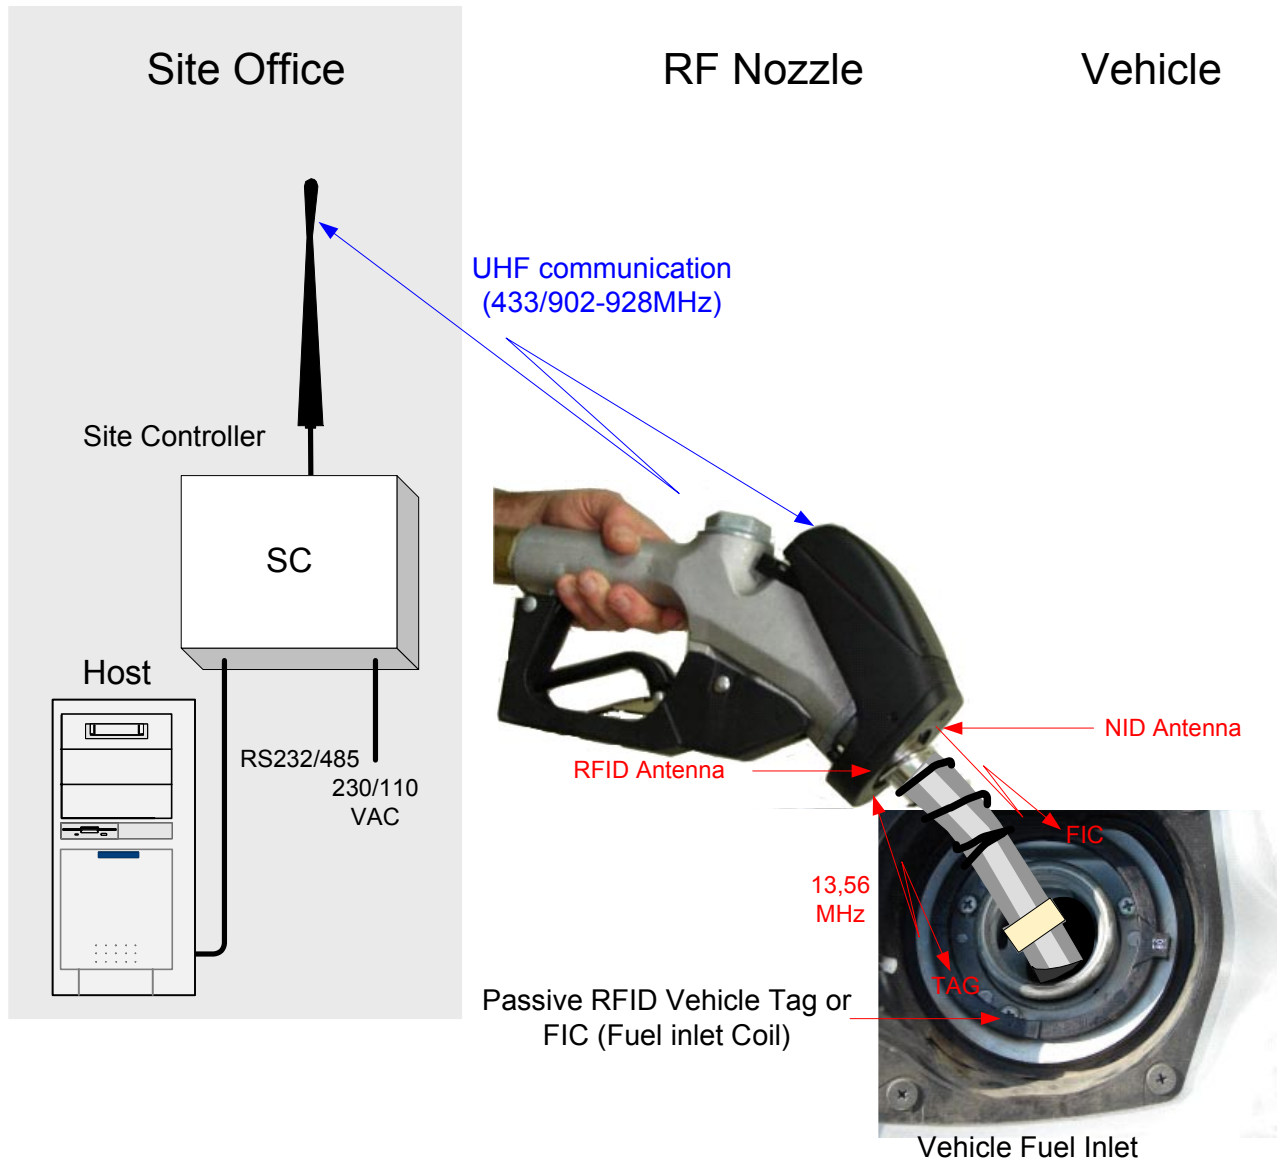 Site Office
RF Nozzle
Vehicle
UHF communication
(433/902-928MHz)
Site Controller
SC
Host
RS232/485
230/110
VAC
NID Antenna
RFID Antenna
FIC
13,56
MHz
TAG
Passive RFID Vehicle Tag or
FIC (Fuel inlet Coil)
Vehicle Fuel Inlet